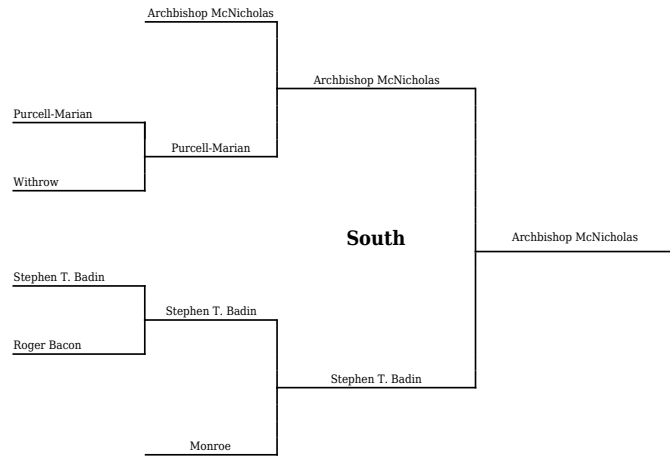 Archbishop McNicholas
Archbishop McNicholas
Purcell-Marian
Purcell-Marian
Withrow
South
Archbishop McNicholas
Stephen T. Badin
Stephen T. Badin
Roger Bacon
Stephen T. Badin
Monroe